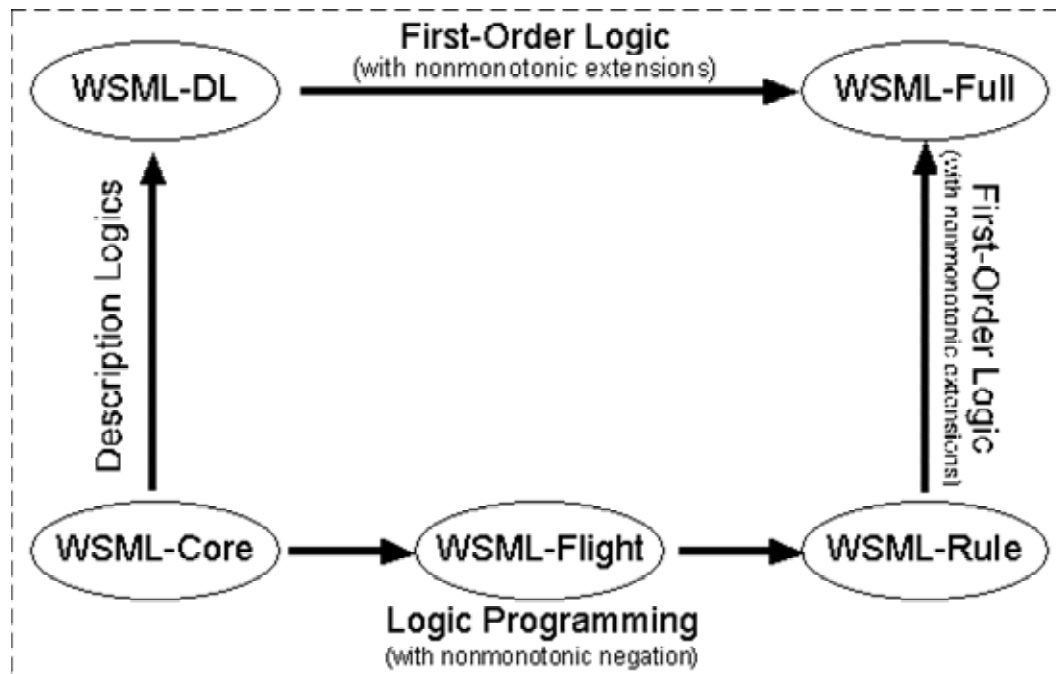 First-Order Logic
(with nonmonotonic extensions)
WSML-DL
WSML-Full
Description Logics
First-Order Logic
(with nanmonotonic extensions)
WSML-Core
WSML-Flight
WSML-Rule
Logic Programming
(with nonmonotonic negation)